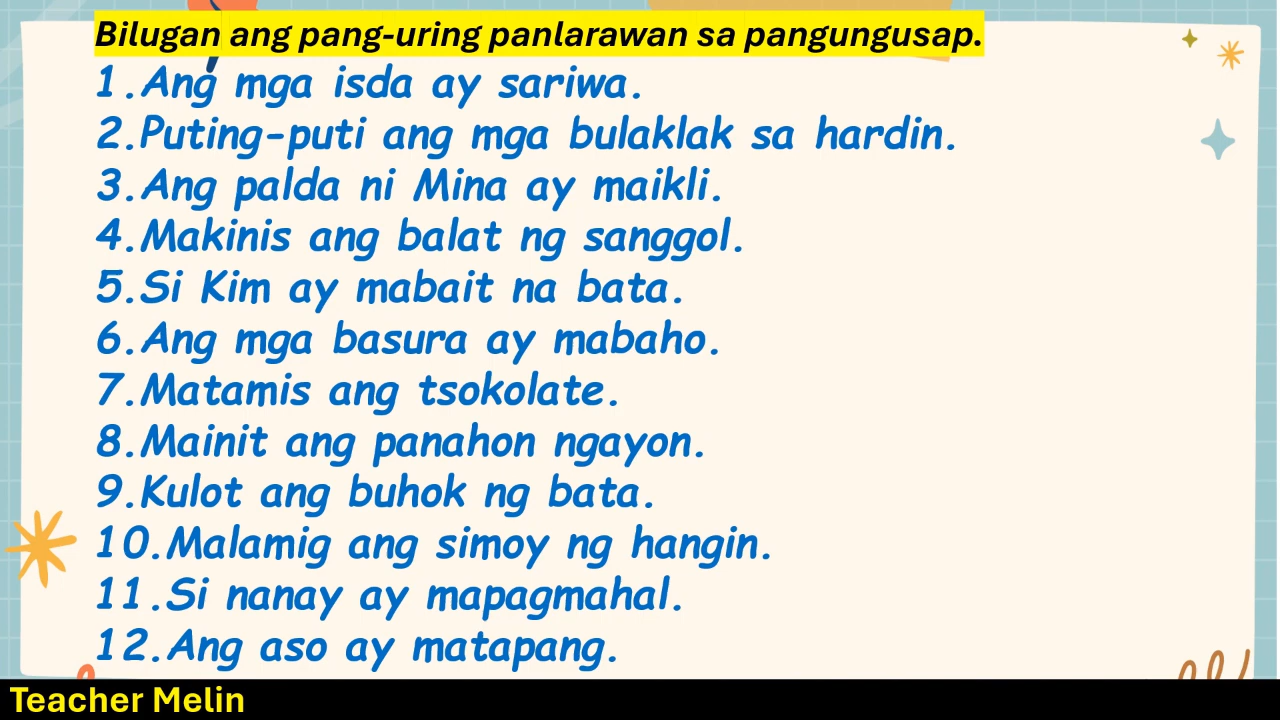 Bilugan ang pang-uring panlarawan sa pangungusap.
1.Ang mga isda ay sariwa.
2.Puting-puti ang mga bulaklak sa hardin.
3.Ang palda ni Mina ay maikli.
4.Makinis ang balat ng sanggol.
5.Si Kim ay mabait na bata.
6.Ang mga basura ay mabaho.
7.Matamis ang tsokolate.
8.Mainit ang panahon ngayon.
9.Kulot ang buhok ng bata.
10.Malamig ang simoy ng hangin.
11.Si nanay ay mapagmahal.
12.Ang aso ay matapang.
Teacher Melin